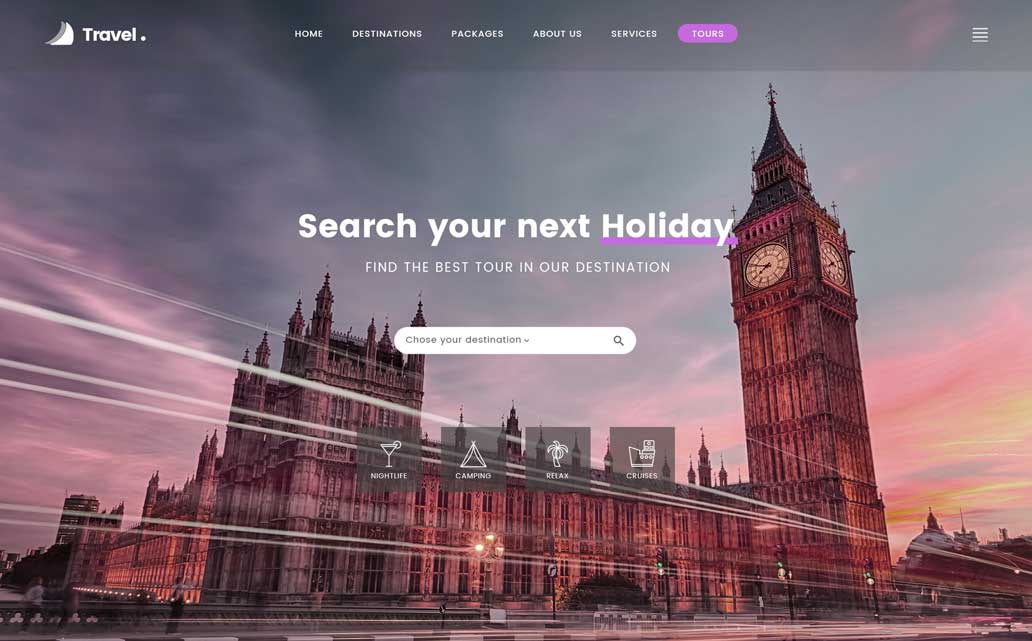 Travel .
HOME DESTINATIONS PACKAGES ABOUT US SERVICES TOURS
Search your next Holiday
FIND THE BEST TOUR IN OUR DESTINATION
Chose your destination
NIGHTLIFE CAMPING RELAX CRUISES